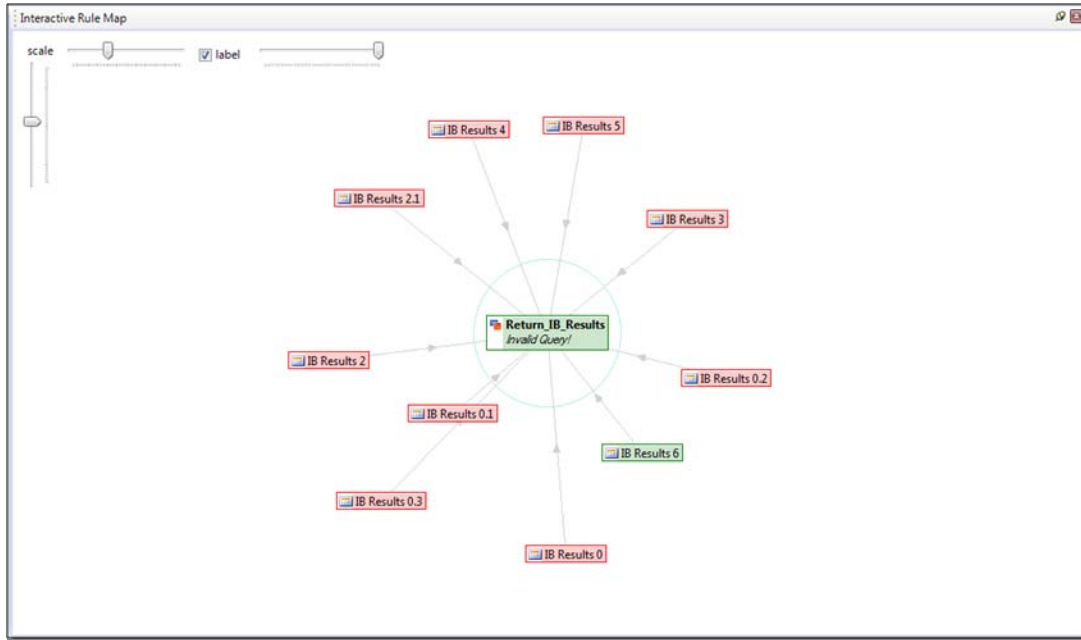 Interactive Rule Map
scale
label
IB Results 4
IB Results 5
IB Results 2.1
IB Results 3
Return_IB_Results
Invalid Query!
IB Results 2
IB Results 0.2
IB Results 0.1
IB Results 6
IB Results 0.3
IB Results 0